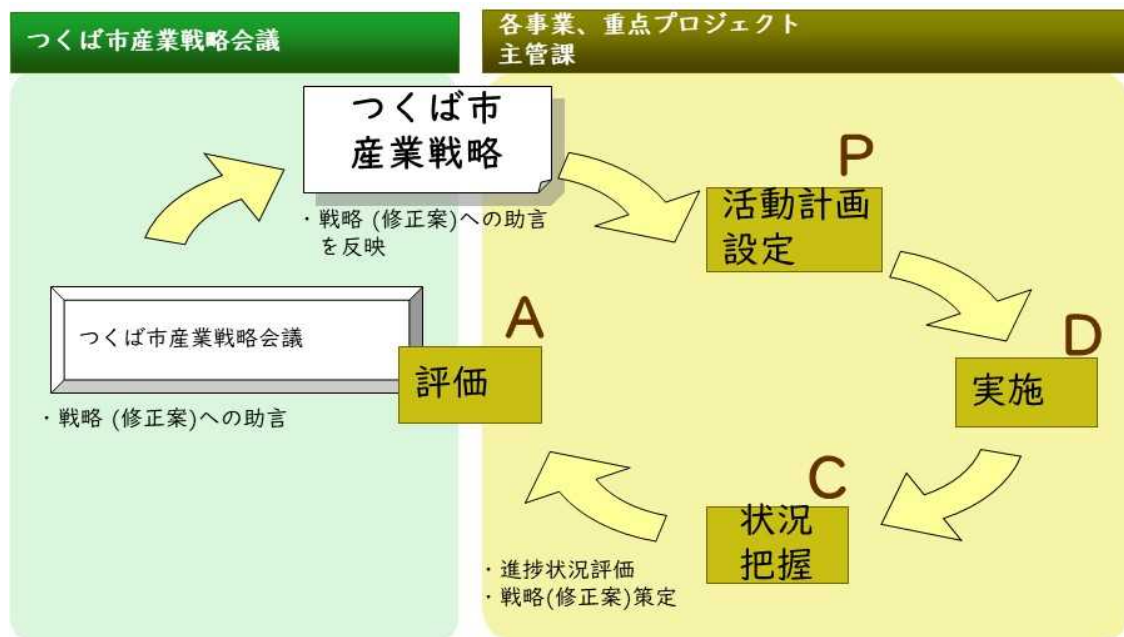 つくば市産業戦略会議
各事業、重点プロジェクト
主管課
つくば市
産業戦略
・戦略 (修正案)への助言
を反映
P
活動計画
設定
D
実施
C
状況
把握
・進捗状況評価
・戦略(修正案)策定
A
評価
つくば市産業戦略会議
・戦略 (修正案)への助言